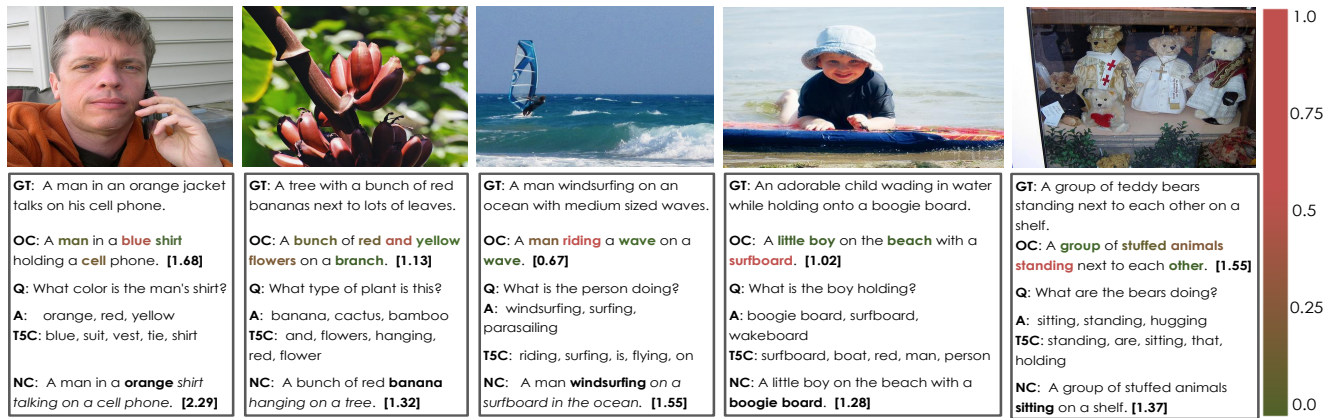 GT: A man in an orange jacket
talks on his cell phone.
OC: A man in a blue shirt
holding a cell phone. [1.68]
Q: What color is the man's shirt?
A: orange, red, yellow
T5C: blue, suit, vest, tie, shirt
NC: A man in a orange shirt
talking on a cell phone. [2.29]
GT: A tree with a bunch of red
bananas next to lots of leaves.
OC: A bunch of red and yellow
flowers on a branch. [1.13]
Q: What type of plant is this?
A: banana, cactus, bamboo
T5C: and, flowers, hanging,
red, flower
NC: A bunch of red banana
hanging on a tree. [1.32]
GT: A man windsurfing on an
ocean with medium sized waves.
OC: A man riding a wave on a
wave. [0.67]
Q: What is the person doing?
A: windsurfing, surfing,
parasailing
T5C: riding, surfing, is, flying, on
NC: A man windsurfing on a
surfboard in the ocean. [1.55]
GT: An adorable child wading in water
while holding onto a boogie board.
OC: A little boy on the beach with a
surfboard. [1.02]
Q: What is the boy holding?
A: boogie board, surfboard,
wakeboard
T5C: surfboard, boat, red, man, person
NC: A little boy on the beach with a
boogie board. [1.28]
GT: A group of teddy bears
standing next to each other on a
shelf.
OC: A group of stuffed animals
standing next to each other. [1.55]
Q: What are the bears doing?
A: sitting, standing, hugging
T5C: standing, are, sitting, that,
holding
NC: A group of stuffed animals
sitting on a shelf. [1.37]
1.0
0.75
0.5
0.25
0.0